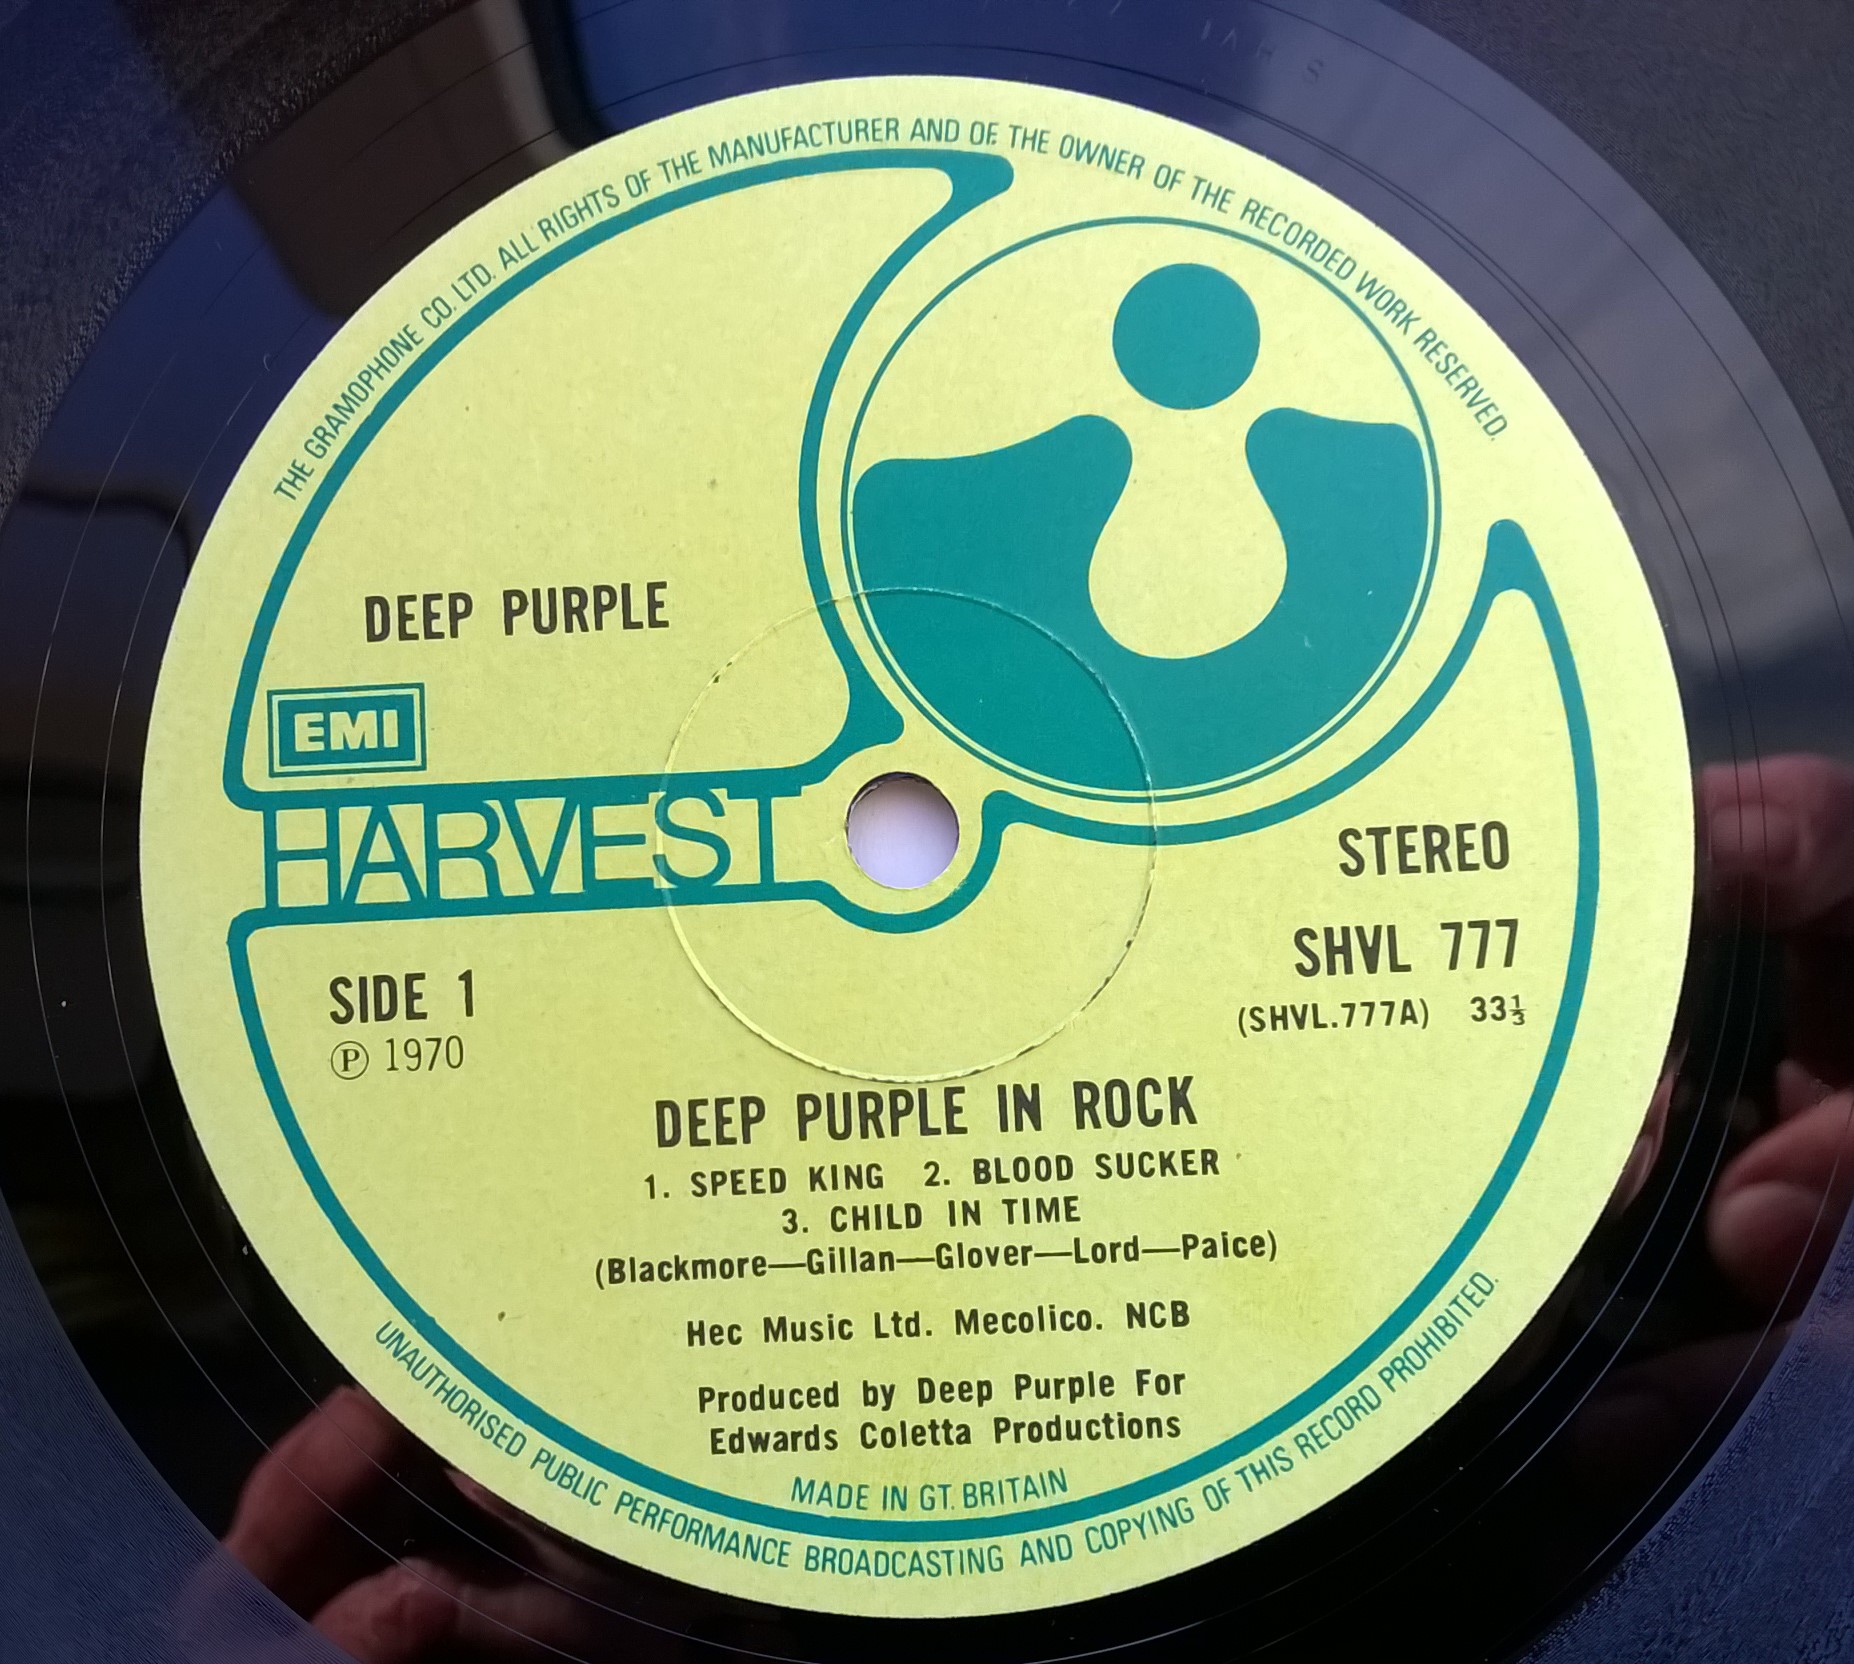 THE GRAMOPHONE CO. LTD. ALL RIGHTS OF THE MANUFACTURER AND OF THE OWNER OF THE RECORDED WORK RESERVED.
DEEP PURPLE
EMI
HARVEST
STEREO
SHVL 777
(SHVL.777A) 33⅓
SIDE 1
Ⓟ 1970
DEEP PURPLE IN ROCK
1. SPEED KING 2. BLOOD SUCKER
3. CHILD IN TIME
(Blackmore—Gillan—Glover—Lord—Paice)
Hec Music Ltd. Mecolico. NCB
Produced by Deep Purple For
Edwards Coletta Productions
MADE IN GT. BRITAIN
UNAUTHORISED PUBLIC PERFORMANCE BROADCASTING AND COPYING OF THIS RECORD PROHIBITED.